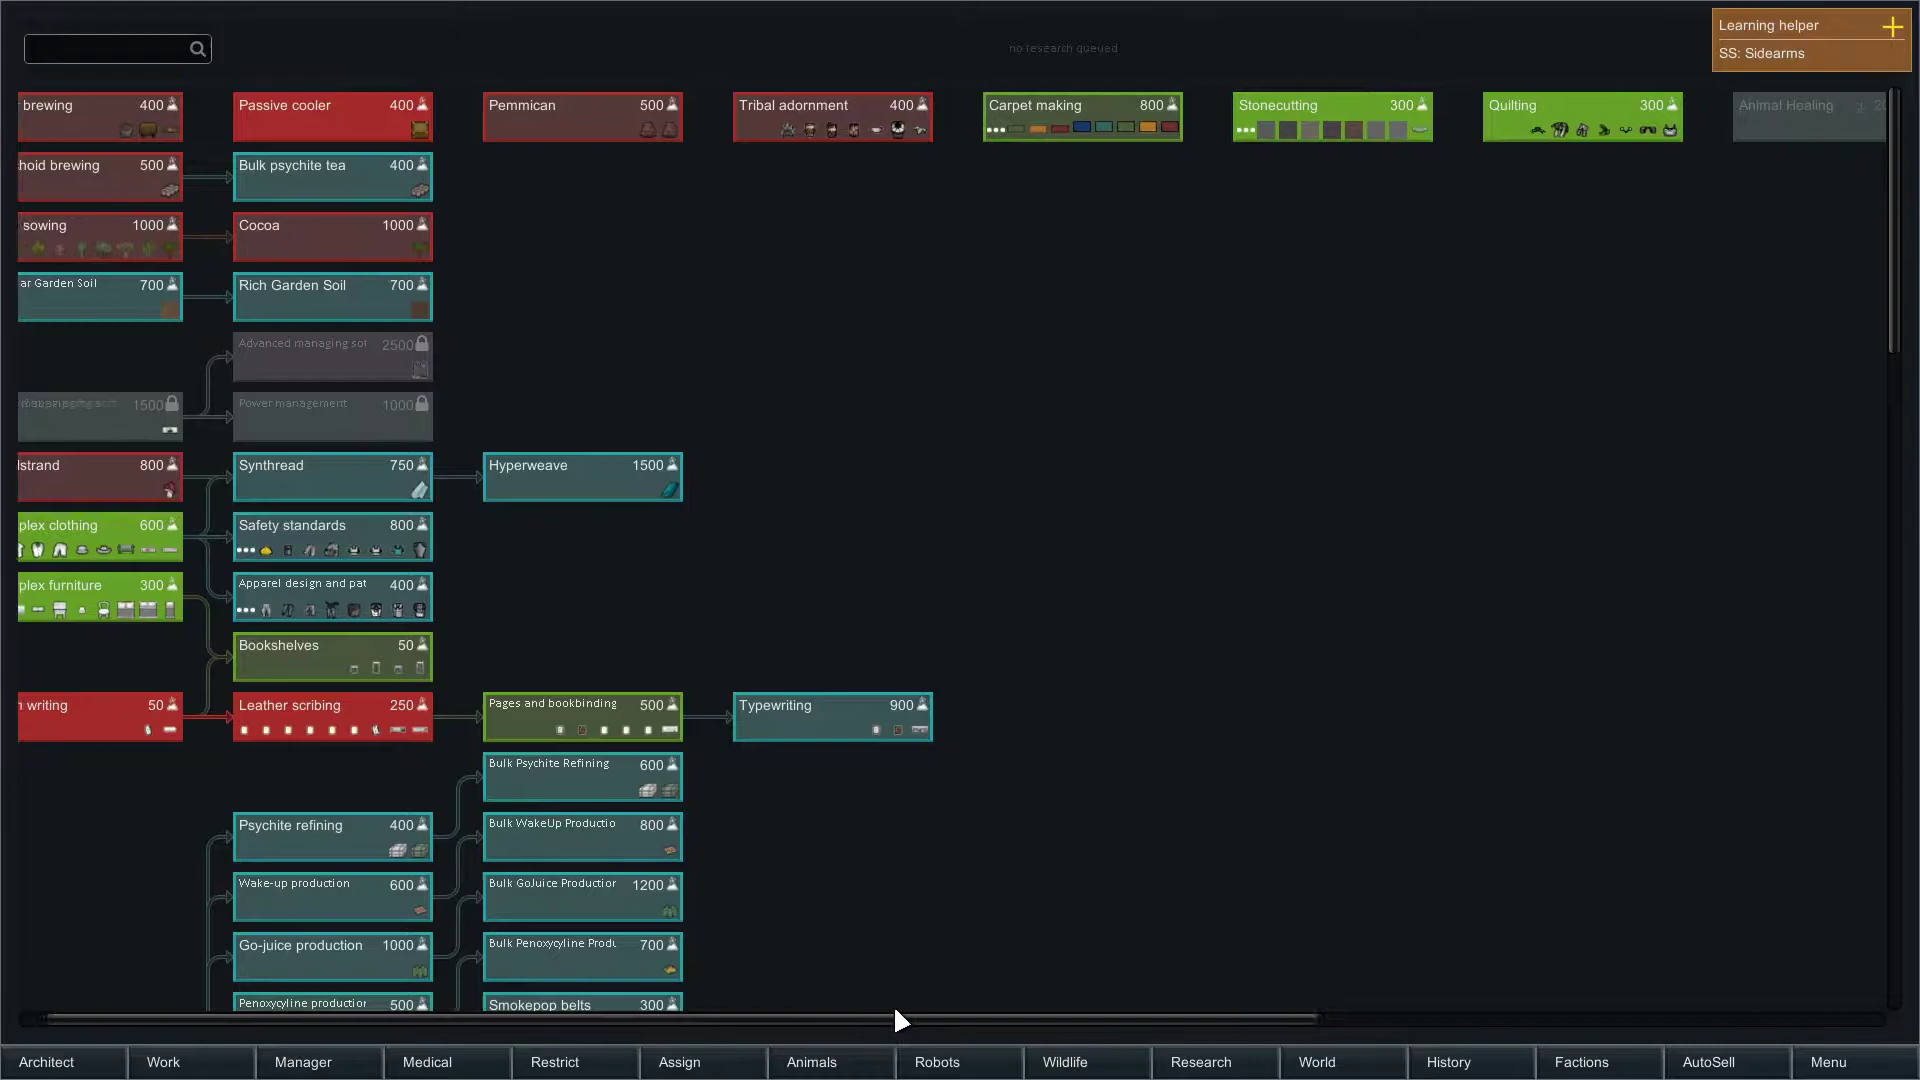 no research queued
Learning helper
SS: Sidearms
brewing 400
Passive cooler 400
Pemmican 500
Tribal adornment 400
Carpet making 800
Stonecutting 300
Quilting 300
Animal Healing
hoid brewing 500
Bulk psychite tea 400
sowing 1000
Cocoa 1000
ar Garden Soil 700
Rich Garden Soil 700
Advanced managing sof 2500
1500
Power management 1000
lstrand 800
Synthread 750
Hyperweave 1500
plex clothing 600
Safety standards 800
plex furniture 300
Apparel design and pat 400
Bookshelves 50
n writing 50
Leather scribing 250
Pages and bookbinding 500
Typewriting 900
Bulk Psychite Refining 600
Psychite refining 400
Bulk WakeUp Productio 800
Wake-up production 600
Bulk GoJuice Production 1200
Go-juice production 1000
Bulk Penoxycyline Produ 700
Penoxycyline production 500
Smokepop belts 300
Architect Work Manager Medical Restrict Assign Animals Robots Wildlife Research World History Factions AutoSell Menu